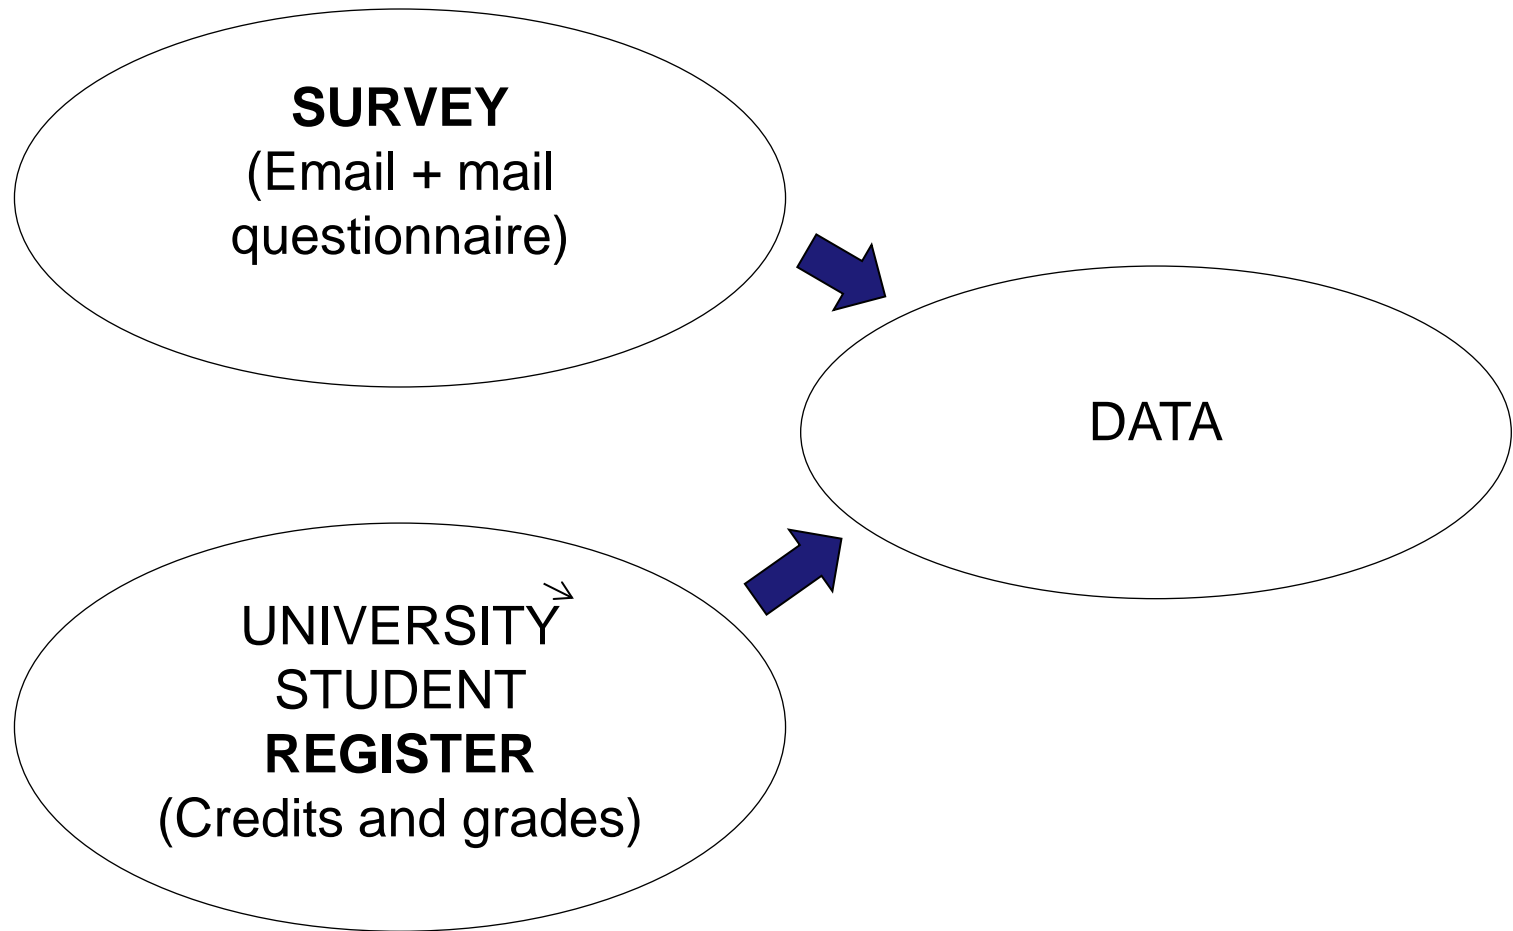 SURVEY
(Email + mail
questionnaire)
DATA
UNIVERSITY
STUDENT
REGISTER
(Credits and grades)